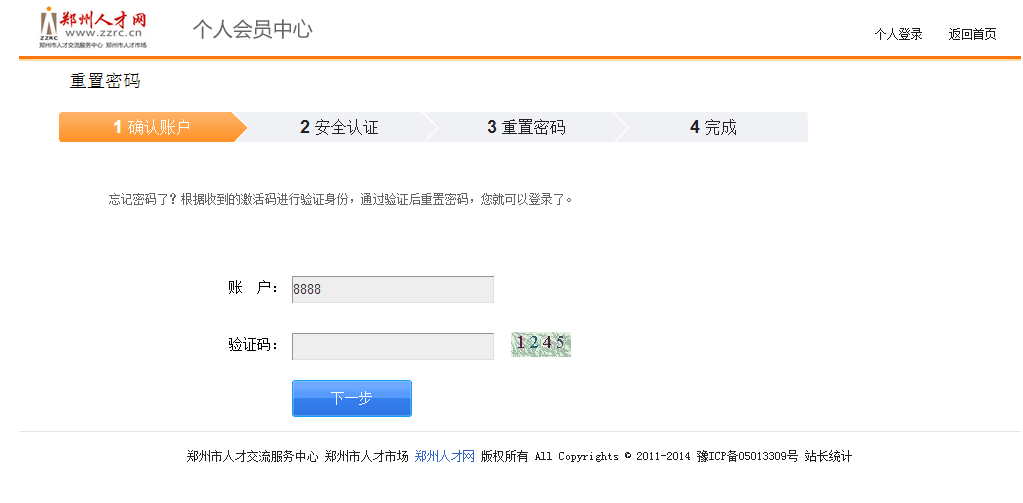 郑州人才网
www.zzrc.cn
ZZRC
郑州市人才交流服务中心 郑州市人才市场
个人会员中心
个人登录 返回首页
重置密码
1 确认账户 2 安全认证 3 重置密码 4 完成
忘记密码了?根据收到的激活码进行验证身份，通过验证后重置密码，您就可以登录了。
账 户： 8888
验证码： 1245
下一步
郑州市人才交流服务中心 郑州市人才市场 郑州人才网 版权所有 All Copyrights © 2011-2014 豫ICP备05013309号 站长统计